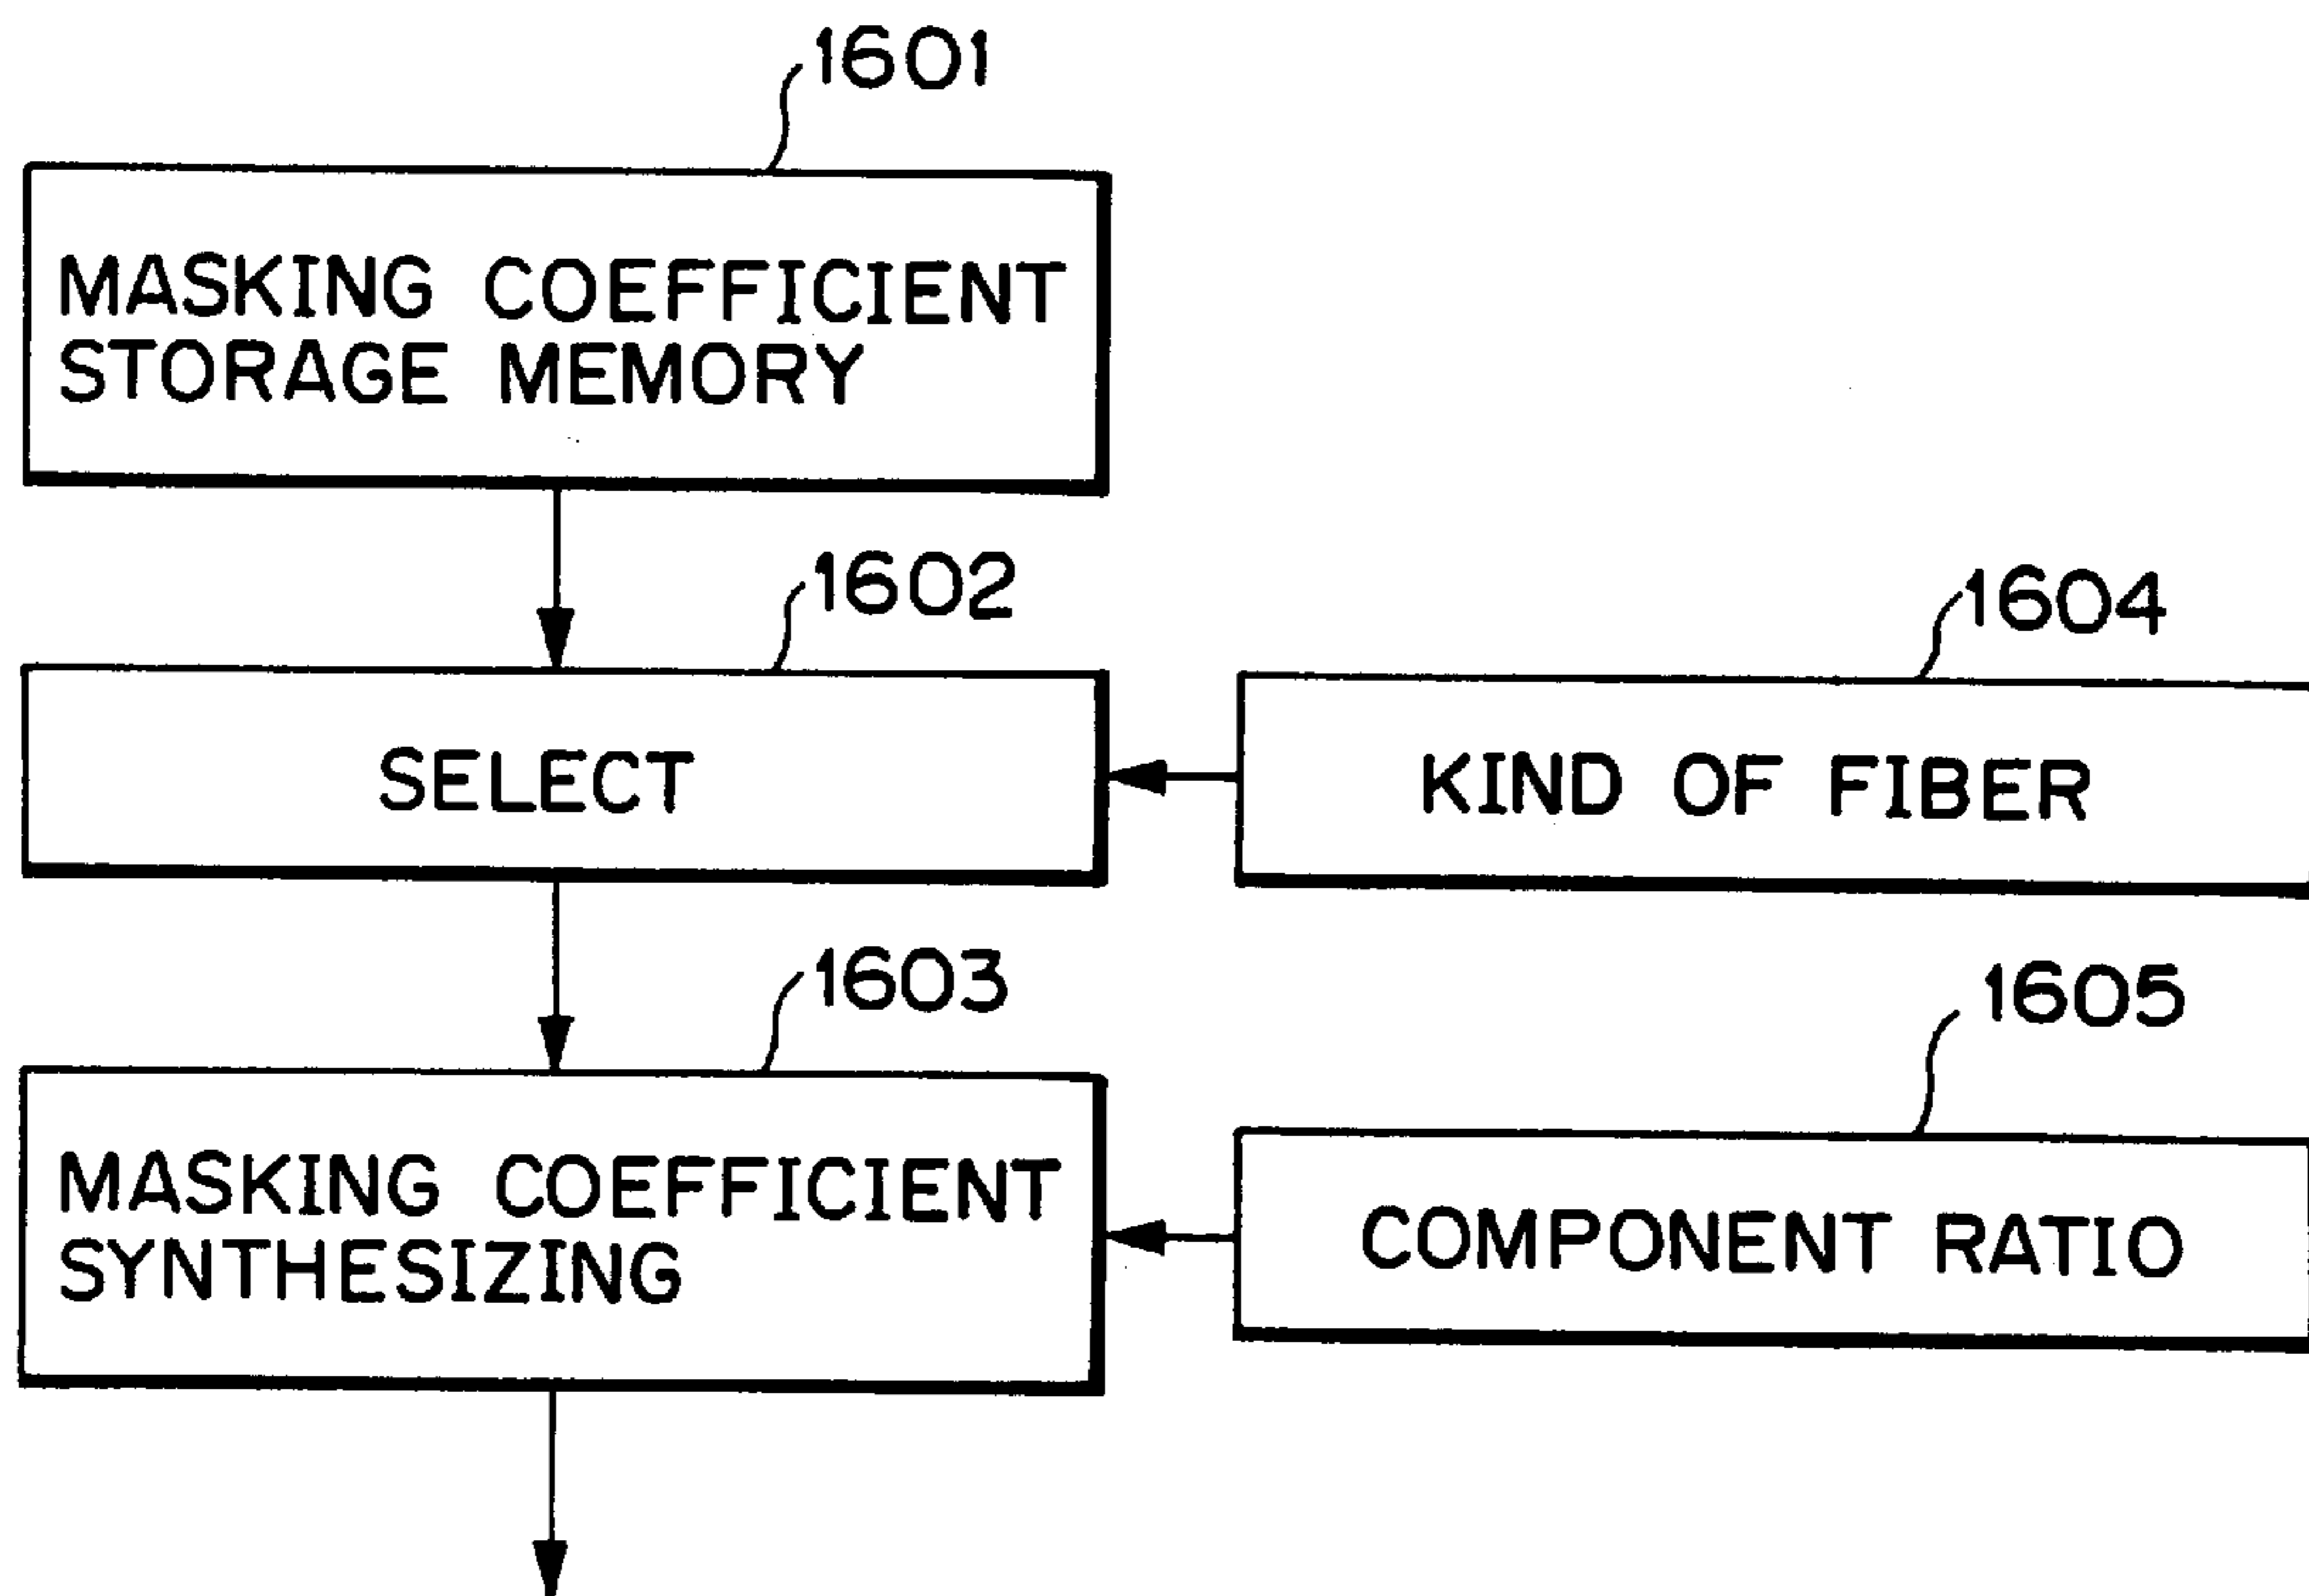 1601
MASKING COEFFICIENT
STORAGE MEMORY
1602
1604
SELECT
KIND OF FIBER
1603
1605
MASKING COEFFICIENT
SYNTHESIZING
COMPONENT RATIO